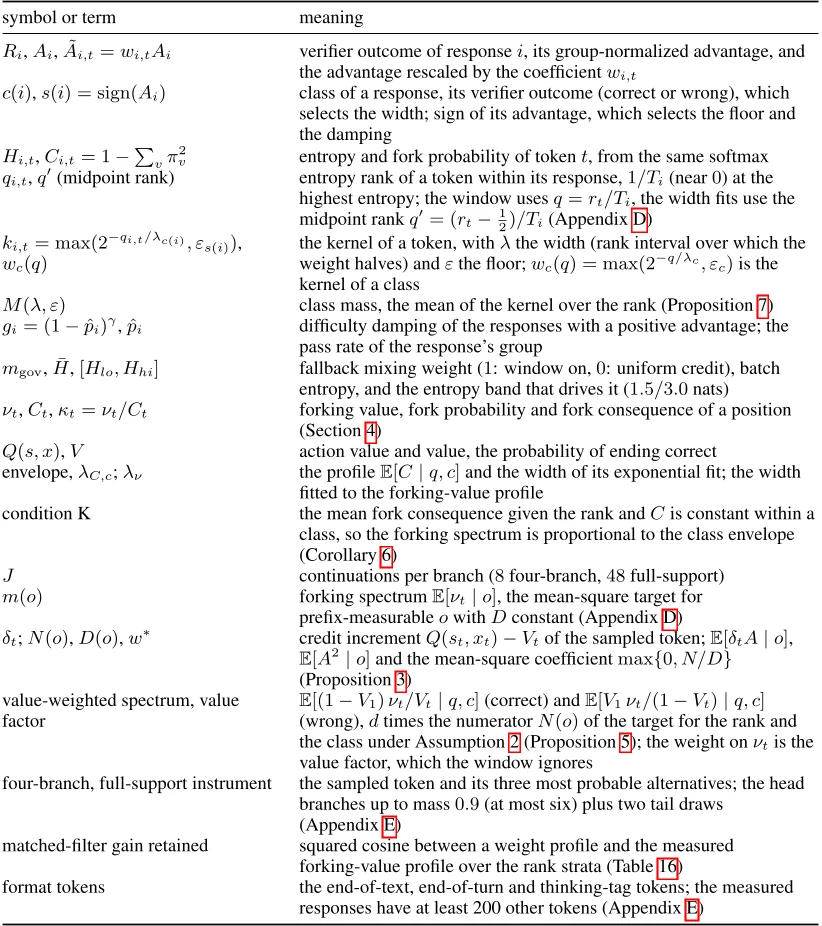 symbol or term meaning
R_i, A_i, Ã_{i,t} = w_{i,t}A_i verifier outcome of response i, its group-normalized advantage, and
the advantage rescaled by the coefficient w_{i,t}
c(i), s(i) = sign(A_i) class of a response, its verifier outcome (correct or wrong), which
selects the width; sign of its advantage, which selects the floor and
the damping
H_{i,t}, C_{i,t} = 1 − ∑_v π_v^2 entropy and fork probability of token t, from the same softmax
q_{i,t}, q′ (midpoint rank) entropy rank of a token within its response, 1/T_i (near 0) at the
highest entropy; the window uses q = r_t/T_i, the width fits use the
midpoint rank q′ = (r_t − 1/2)/T_i (Appendix D)
k_{i,t} = max(2^{−q_{i,t}/λ_{c(i)}}, ε_{s(i)}), the kernel of a token, with λ the width (rank interval over which the
w_c(q) weight halves) and ε the floor; w_c(q) = max(2^{−q/λ_c}, ε_c) is the
kernel of a class
M(λ, ε) class mass, the mean of the kernel over the rank (Proposition 7)
g_i = (1 − p̂_i)^γ, p̂_i difficulty damping of the responses with a positive advantage; the
pass rate of the response's group
m_gov, H̄, [H_{lo}, H_{hi}] fallback mixing weight (1: window on, 0: uniform credit), batch
entropy, and the entropy band that drives it (1.5/3.0 nats)
ν_t, C_t, κ_t = ν_t/C_t forking value, fork probability and fork consequence of a position
(Section 4)
Q(s, x), V action value and value, the probability of ending correct
envelope, λ_{C,c}; λ_ν the profile 𝔼[C | q, c] and the width of its exponential fit; the width
fitted to the forking-value profile
condition K the mean fork consequence given the rank and C is constant within a
class, so the forking spectrum is proportional to the class envelope
(Corollary 6)
J continuations per branch (8 four-branch, 48 full-support)
m(o) forking spectrum 𝔼[ν_t | o], the mean-square target for
prefix-measurable o with D constant (Appendix D)
δ_t; N(o), D(o), w* credit increment Q(s_t, x_t) − V_t of the sampled token; 𝔼[δ_t A | o],
𝔼[A^2 | o] and the mean-square coefficient max{0, N/D}
(Proposition 3)
value-weighted spectrum, value 𝔼[(1 − V_1) ν_t/V_t | q, c] (correct) and 𝔼[V_1 ν_t/(1 − V_t) | q, c]
factor (wrong), d times the numerator N(o) of the target for the rank and
the class under Assumption 2 (Proposition 5); the weight on ν_t is the
value factor, which the window ignores
four-branch, full-support instrument the sampled token and its three most probable alternatives; the head
branches up to mass 0.9 (at most six) plus two tail draws
(Appendix E)
matched-filter gain retained squared cosine between a weight profile and the measured
forking-value profile over the rank strata (Table 16)
format tokens the end-of-text, end-of-turn and thinking-tag tokens; the measured
responses have at least 200 other tokens (Appendix E)